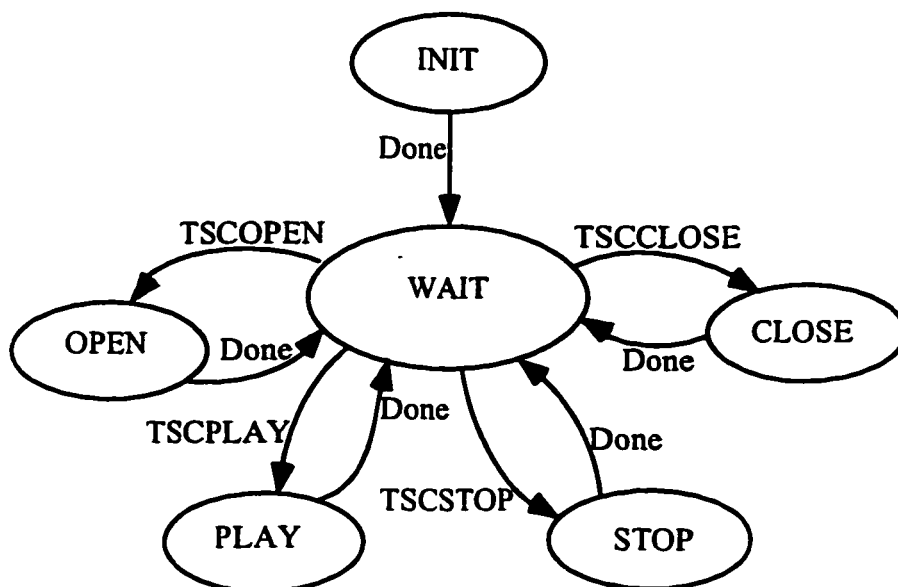 INIT
Done
TSCOPEN
TSCCLOSE
WAIT
OPEN
Done
Done
CLOSE
TSCPLAY
Done
Done
TSCSTOP
PLAY
STOP